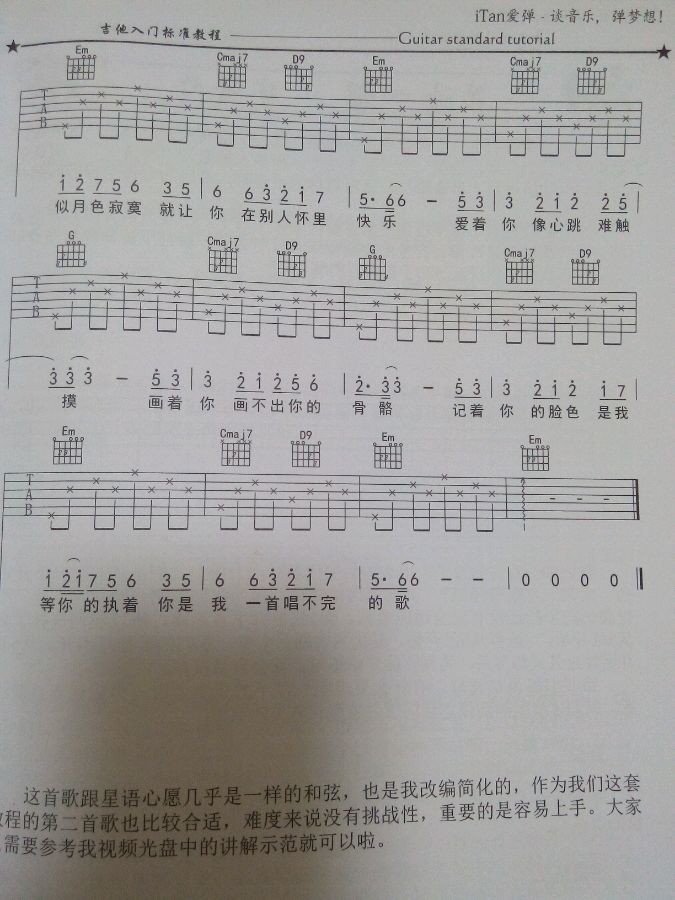 iTan爱弹 - 谈音乐，弹梦想！
吉他入门标准教程
Guitar standard tutorial
Em Cmaj7 D9 Em Cmaj7 D9
T
A
B
1 2 7 5 6 3 5 | 6 6 3 2 1 7 | 5· 6 6 - 5 3 | 3 2 1 2 2 5
似月色寂寞 就让 你 在别人怀里 快乐 爱着 你 像心跳 难触
G Cmaj7 D9 G Cmaj7 D9
3 3 3 - 5 3 | 3 2 1 2 5 6 | 2· 3 3 - 5 3 | 3 2 1 2 1 7
摸 画着 你 画不出你的 骨骼 记着 你 的脸色 是我
Em Cmaj7 D9 Em Em
T
A
B
1 2 1 7 5 6 3 5 | 6 6 3 2 1 7 | 5· 6 6 - - | 0 0 0 0
等你 的执着 你是 我 一首唱不完 的歌
这首歌跟星语心愿几乎是一样的和弦，也是我改编简化的，作为我们这套
程的第二首歌也比较合适，难度来说没有挑战性，重要的是容易上手。大家
需要参考我视频光盘中的讲解示范就可以啦。